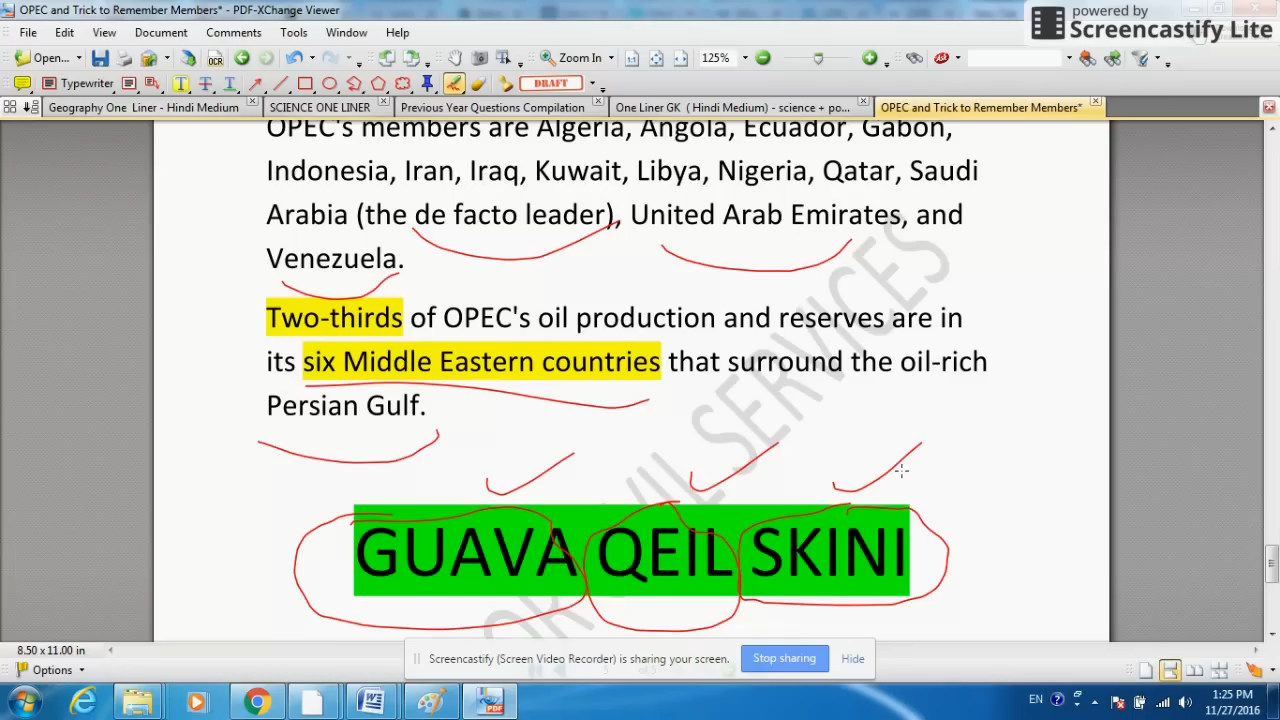 OPEC and Trick to Remember Members* - PDF-XChange Viewer
powered by
Screencastify Lite
File Edit View Document Comments Tools Window Help
Open... OCR Zoom In 125%
Typewriter DRAFT
Geography One Liner - Hindi Medium SCIENCE ONE LINER Previous Year Questions Compilation One Liner GK ( Hindi Medium) - science + po... OPEC and Trick to Remember Members*
OPEC's members are Algeria, Angola, Ecuador, Gabon,
Indonesia, Iran, Iraq, Kuwait, Libya, Nigeria, Qatar, Saudi
Arabia (the de facto leader), United Arab Emirates, and
Venezuela.
Two-thirds of OPEC's oil production and reserves are in
its six Middle Eastern countries that surround the oil-rich
Persian Gulf.
OR CIVIL SERVICES
GUAVA QEIL SKINI
Screencastify (Screen Video Recorder) is sharing your screen. Stop sharing Hide
8.50 x 11.00 in
Options
EN 1:25 PM
11/27/2016